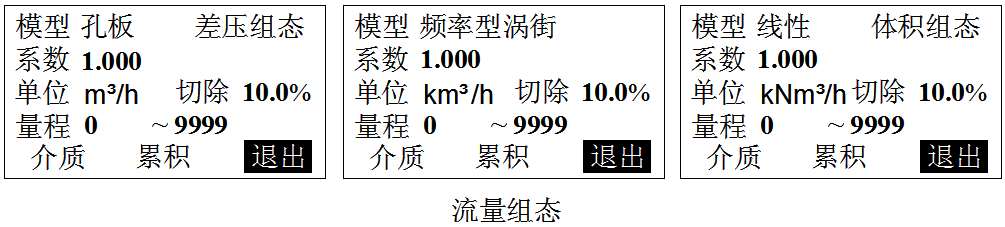 模型 孔板 差压组态
系数 1.000
单位 m³/h 切除 10.0%
量程 0 ~ 9999
介质 累积 退出
模型 频率型涡街
系数 1.000
单位 km³/h 切除 10.0%
量程 0 ~ 9999
介质 累积 退出
模型 线性 体积组态
系数 1.000
单位 kNm³/h 切除 10.0%
量程 0 ~ 9999
介质 累积 退出
流量组态